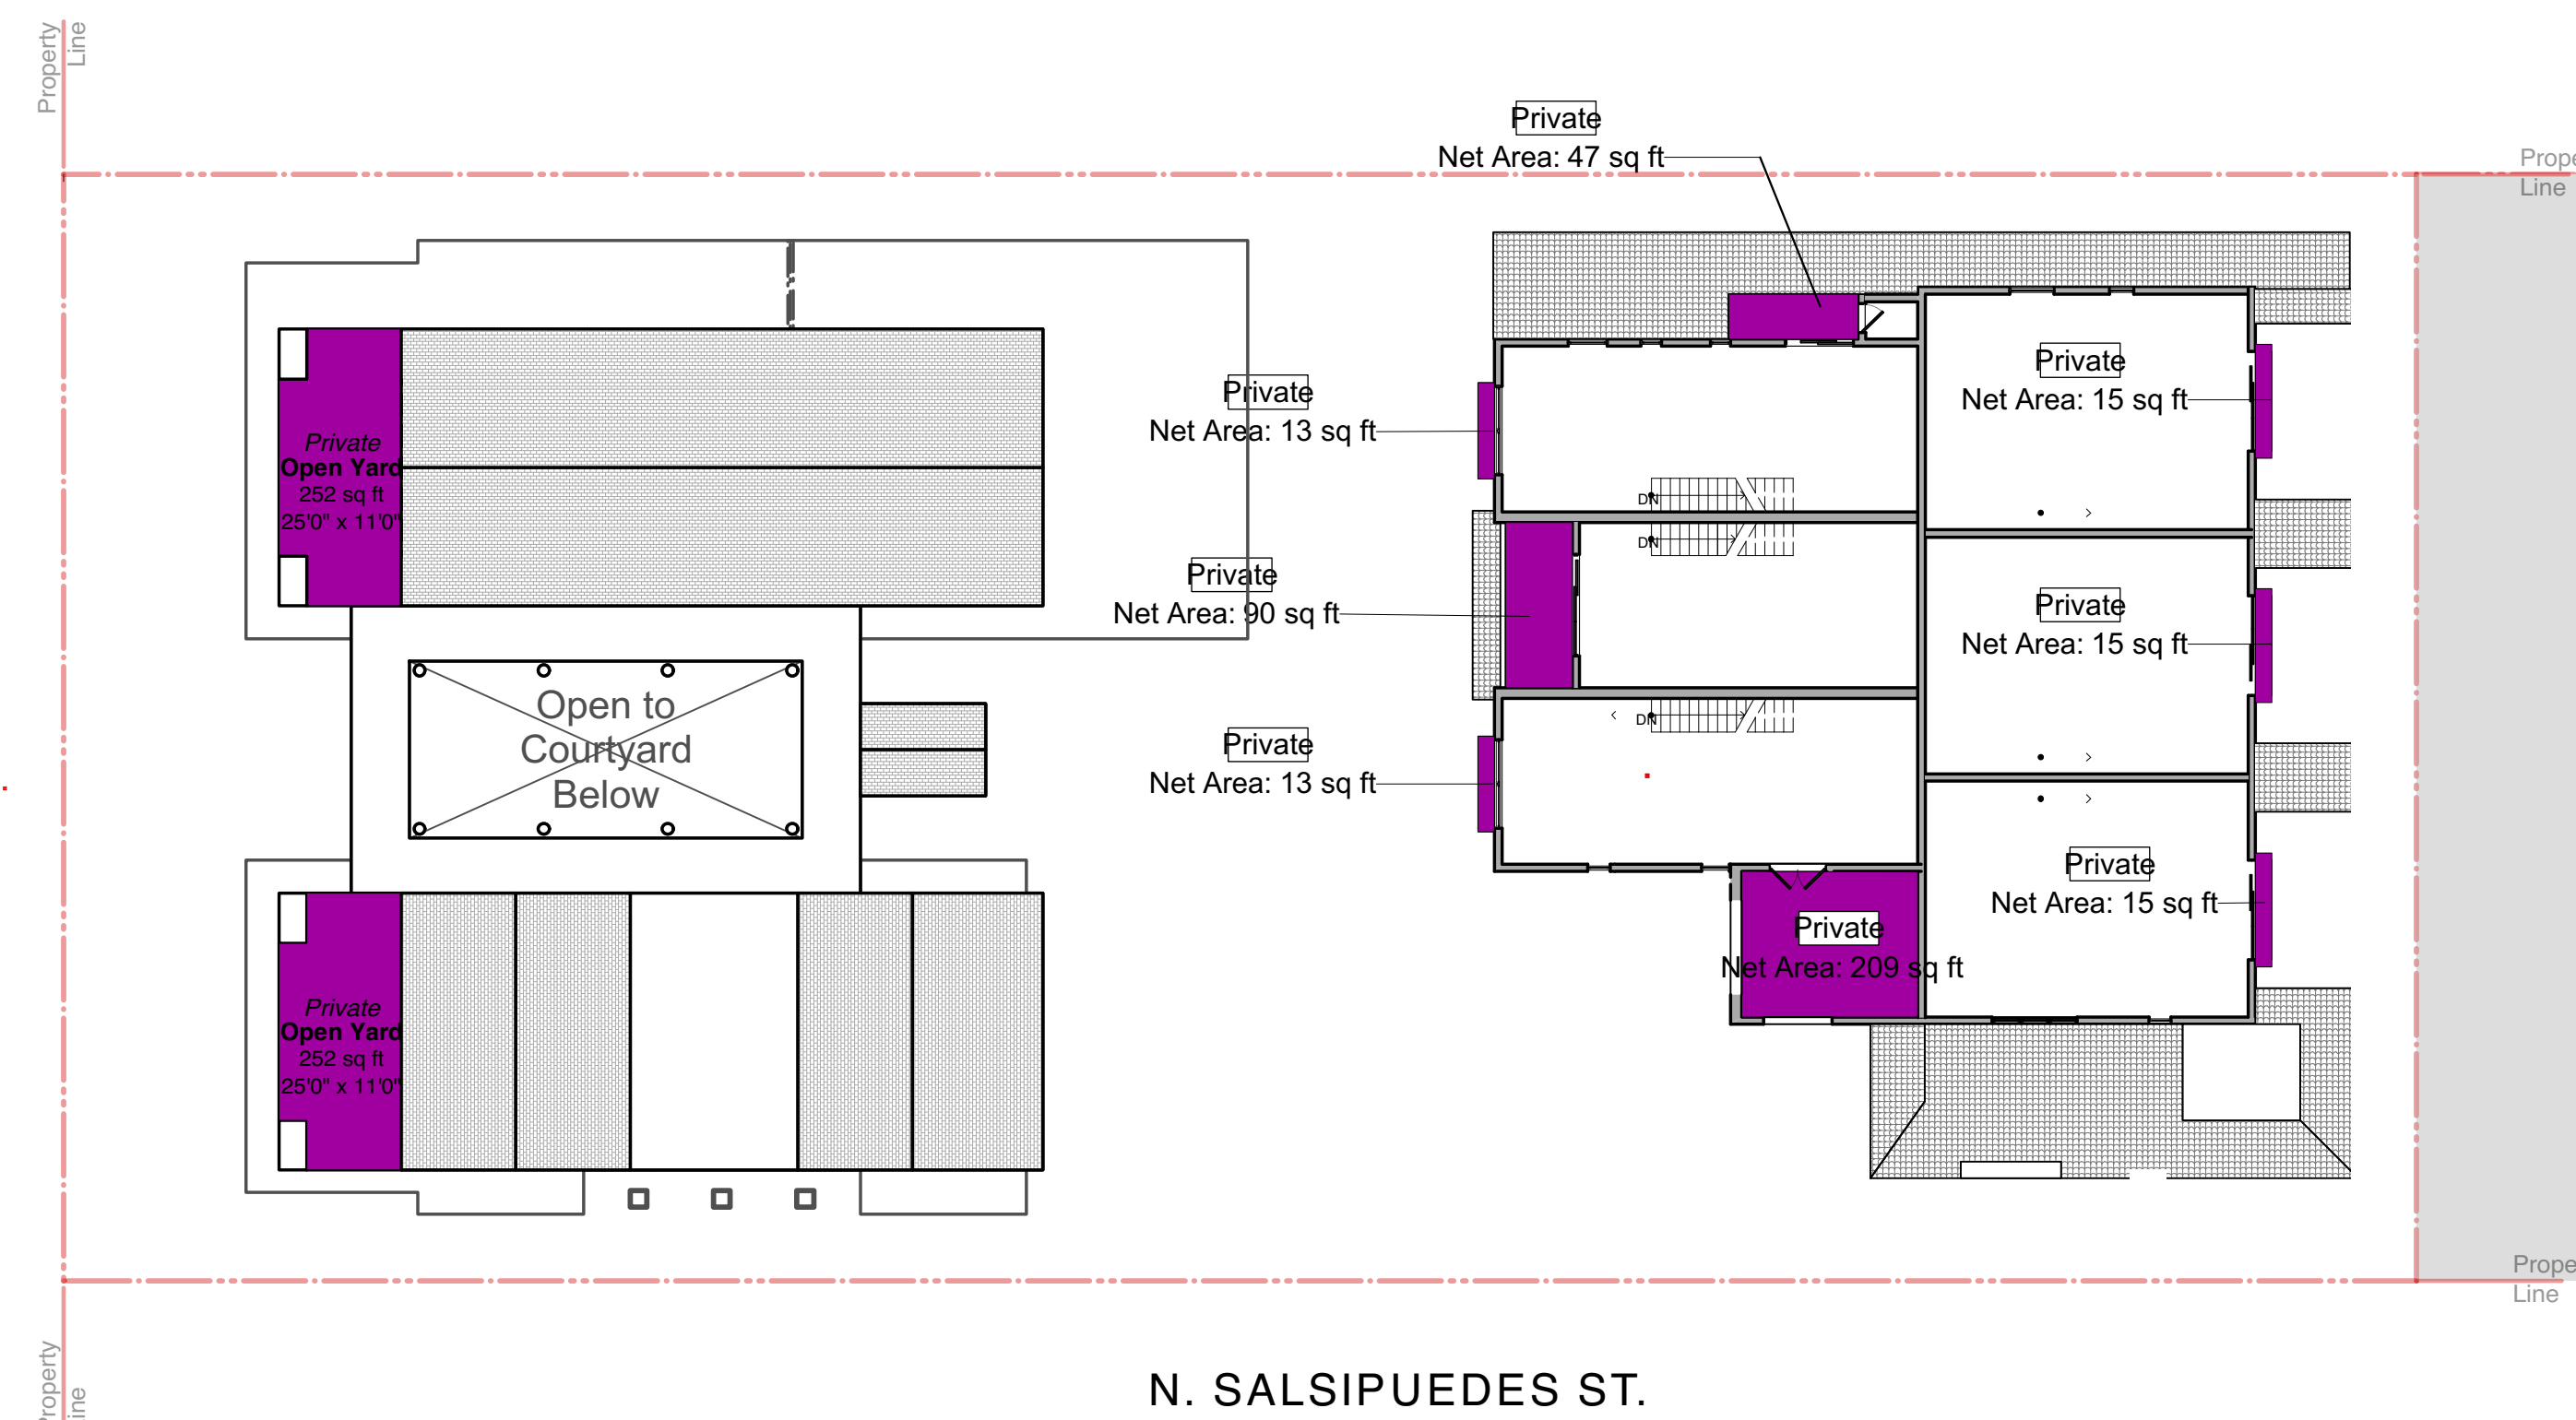 Property
Line
Private
Net Area: 47 sq ft
Prope
Line
Private
Net Area: 13 sq ft
Private
Net Area: 15 sq ft
Private
Open Yard
252 sq ft
25'0" x 11'0"
DN
DN
Private
Net Area: 90 sq ft
Private
Net Area: 15 sq ft
Open to
Courtyard
Below
DN
Private
Net Area: 13 sq ft
Private
Net Area: 15 sq ft
Private
Net Area: 209 sq ft
Private
Open Yard
252 sq ft
25'0" x 11'0"
Prope
Line
Property
ine
N. SALSIPUEDES ST.